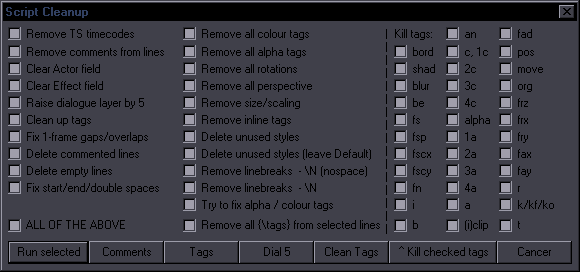 Script Cleanup
Remove TS timecodes
Remove comments from lines
Clear Actor field
Clear Effect field
Raise dialogue layer by 5
Clean up tags
Fix 1-frame gaps/overlaps
Delete commented lines
Delete empty lines
Fix start/end/double spaces
ALL OF THE ABOVE
Remove all colour tags
Remove all alpha tags
Remove all rotations
Remove all perspective
Remove size/scaling
Remove inline tags
Delete unused styles
Delete unused styles (leave Default)
Remove linebreaks - \N (nospace)
Remove linebreaks - \N
Try to fix alpha / colour tags
Remove all {\tags} from selected lines
Kill tags:
bord
shad
blur
be
fs
fsp
fscx
fscy
fn
i
b
an
c, 1c
2c
3c
4c
alpha
1a
2a
3a
4a
a
(i)clip
fad
pos
move
org
frz
frx
fry
fax
fay
r
k/kf/ko
t
Run selected
Comments
Tags
Dial 5
Clean Tags
^ Kill checked tags
Cancer